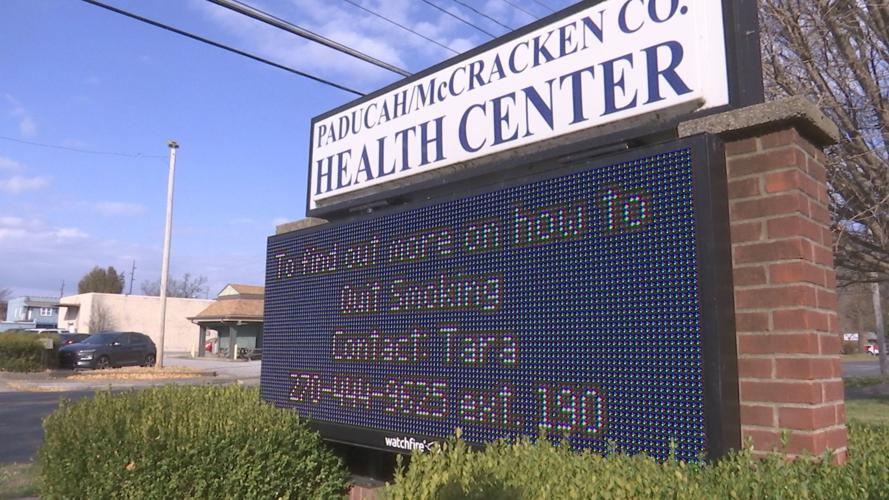 PADUCAH/McCRACKEN CO.
HEALTH CENTER
To find out more on how to
Quit Smoking
Contact Tara
270-444-9625 ext. 190
watchfire